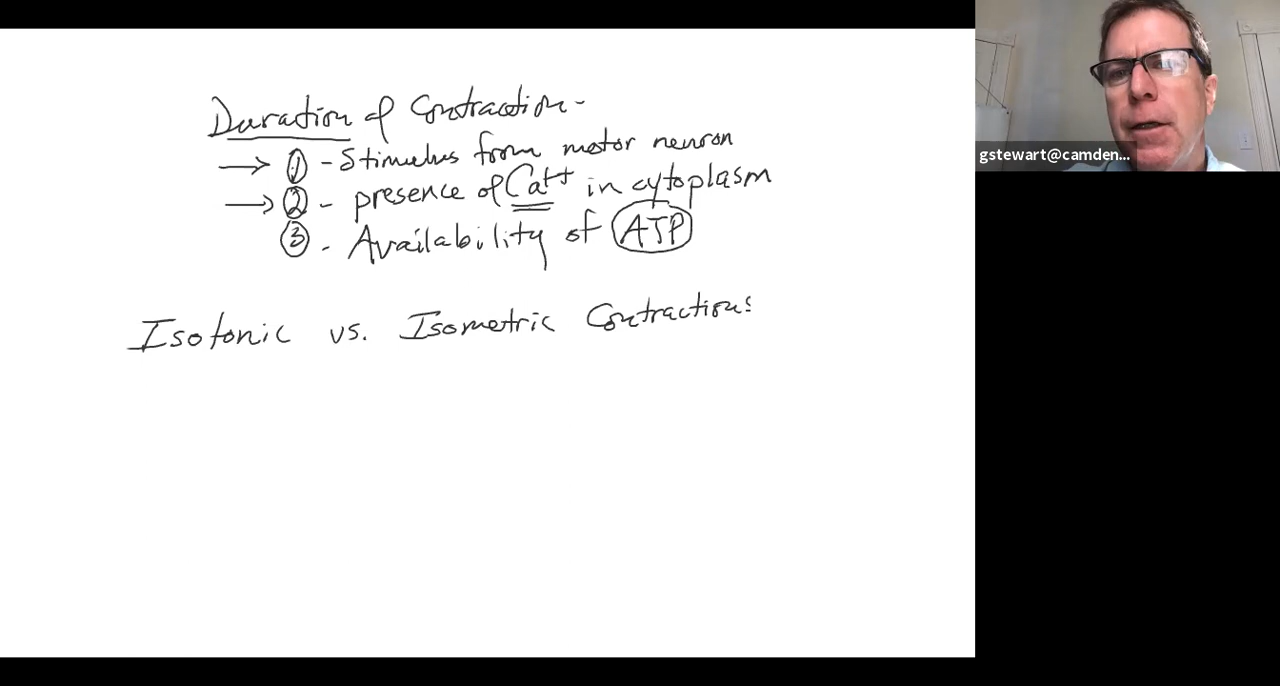 Duration of Contraction-
→ ① - Stimulus from motor neuron
→ ② - presence of Ca++ in cytoplasm
③ - Availability of ATP
Isotonic vs. Isometric Contractions
gstewart@camden...